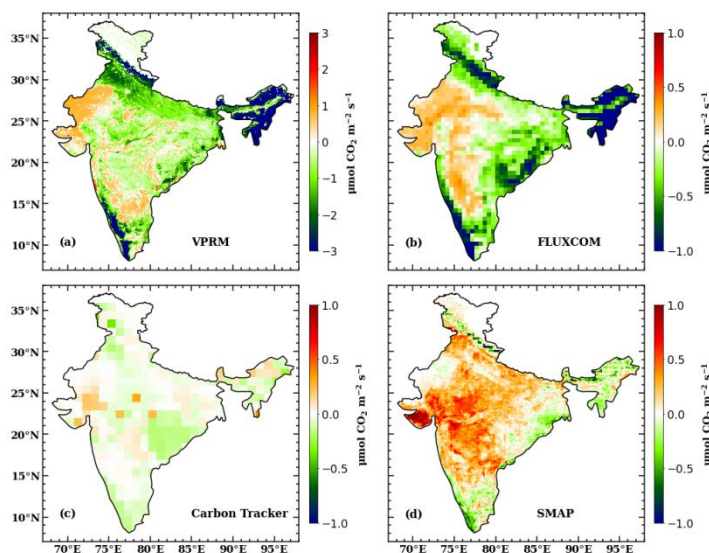 35°N
30°N
25°N
20°N
15°N
10°N
(a)
VPRM
3
2
1
0
−1
−2
−3
μmol CO₂ m⁻² s⁻¹
(b)
FLUXCOM
1.0
0.5
0.0
−0.5
−1.0
μmol CO₂ m⁻² s⁻¹
35°N
30°N
25°N
20°N
15°N
10°N
(c)
Carbon Tracker
1.0
0.5
0.0
−0.5
−1.0
μmol CO₂ m⁻² s⁻¹
70°E 75°E 80°E 85°E 90°E 95°E
(d)
SMAP
1.0
0.5
0.0
−0.5
−1.0
μmol CO₂ m⁻² s⁻¹
70°E 75°E 80°E 85°E 90°E 95°E